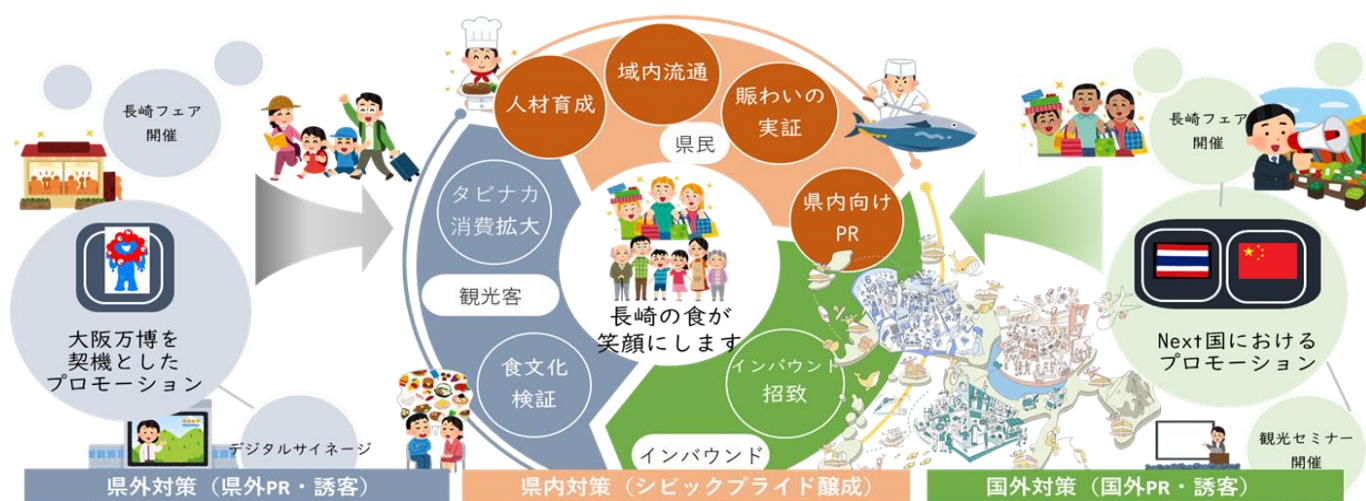 長崎フェア
開催
大阪万博を
契機とした
プロモーション
デジタルサイネージ
県外対策（県外PR・誘客）
人材育成
域内流通
賑わいの
実証
県民
県内向け
PR
タビナカ
消費拡大
観光客
食文化
検証
長崎の食が
笑顔にします
インバウンド
招致
インバウンド
県内対策（シビックプライド醸成）
長崎フェア
開催
Next国における
プロモーション
観光セミナー
開催
国外対策（国外PR・誘客）